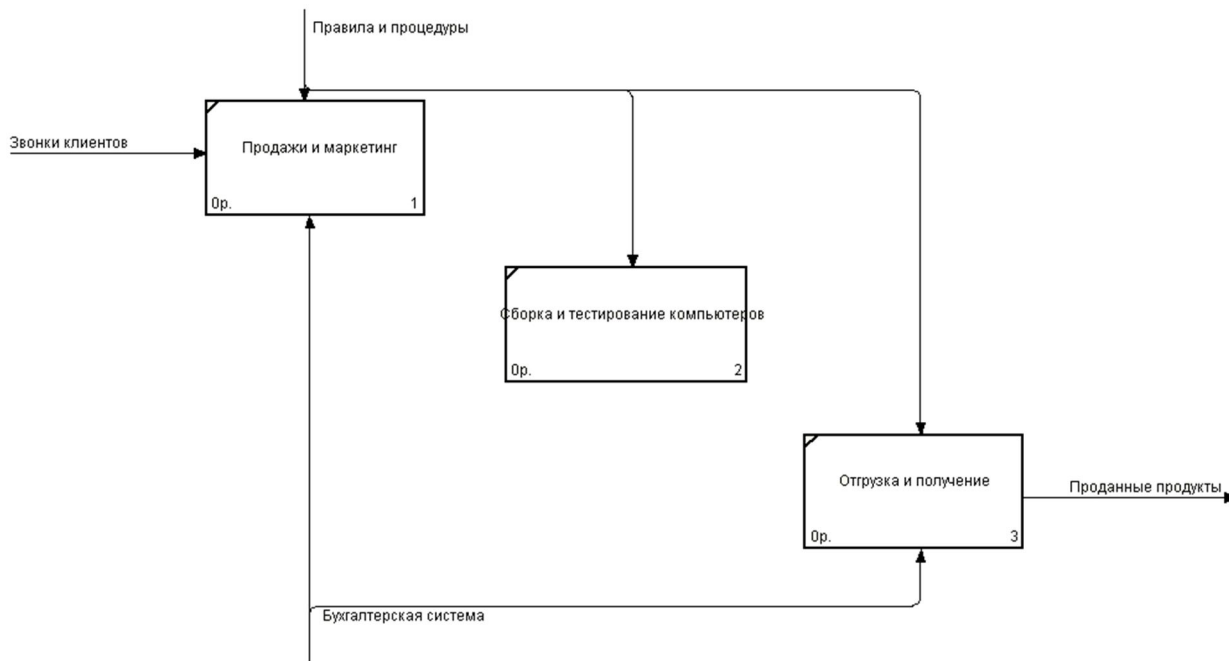 Правила и процедуры
Звонки клиентов
Продажи и маркетинг
0р. 1
Сборка и тестирование компьютеров
0р. 2
Отгрузка и получение
Проданные продукты
0р. 3
Бухгалтерская система